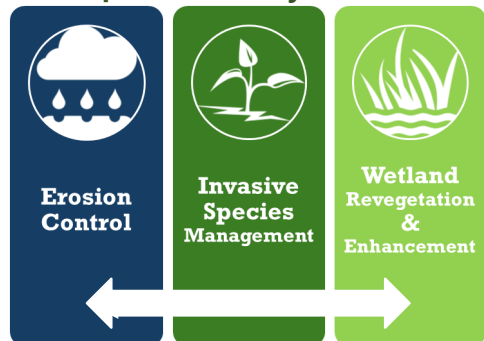 Erosion
Control
Invasive
Species
Management
Wetland
Revegetation
&
Enhancement